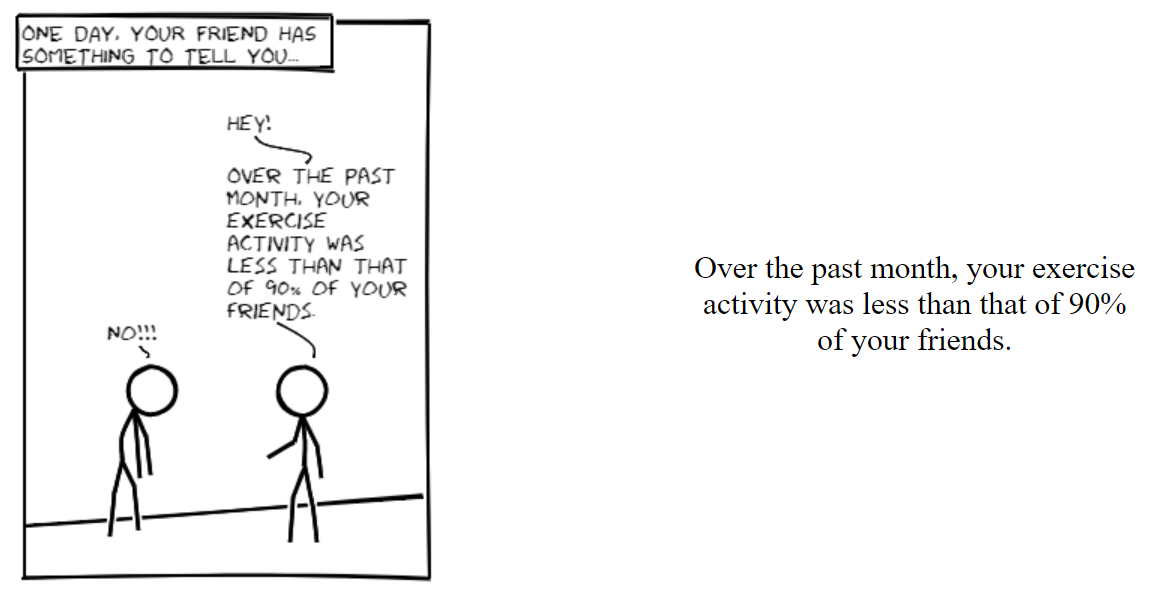 ONE DAY, YOUR FRIEND HAS
SOMETHING TO TELL YOU...
HEY!
OVER THE PAST
MONTH, YOUR
EXERCISE
ACTIVITY WAS
LESS THAN THAT
OF 90% OF YOUR
FRIENDS.
NO!!!
Over the past month, your exercise
activity was less than that of 90%
of your friends.